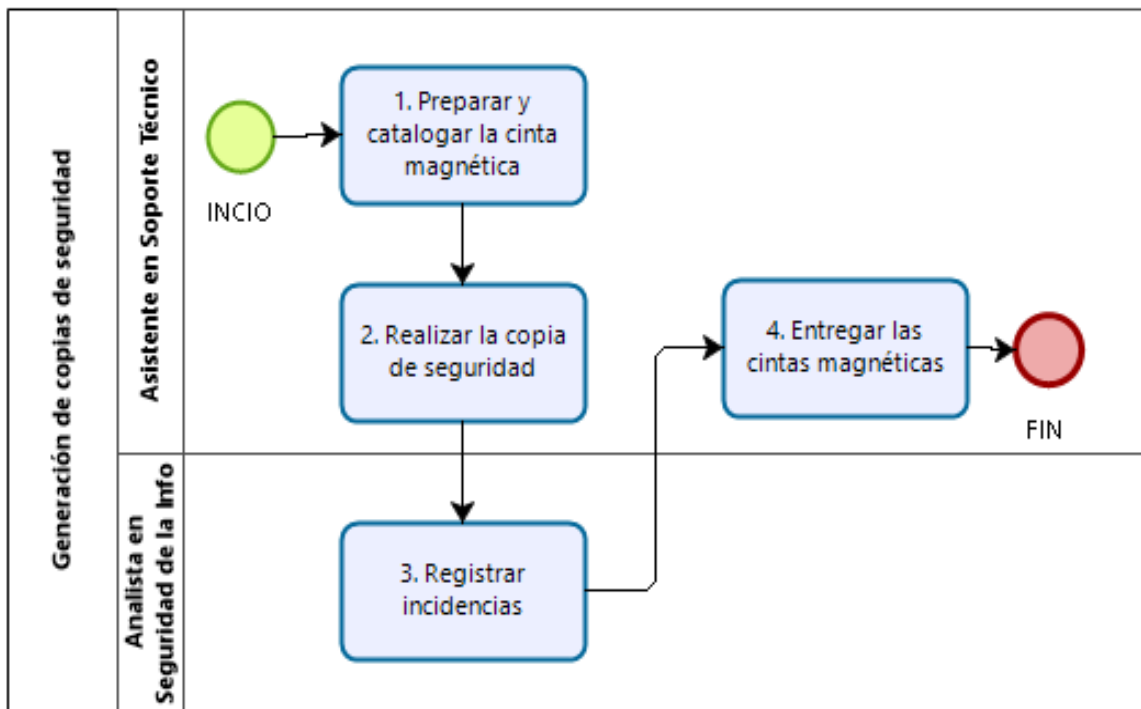 Generación de copias de seguridad
Asistente en Soporte Técnico
INCIO
1. Preparar y
catalogar la cinta
magnética
2. Realizar la copia
de seguridad
4. Entregar las
cintas magnéticas
FIN
Analista en
Seguridad de la Info
3. Registrar
incidencias